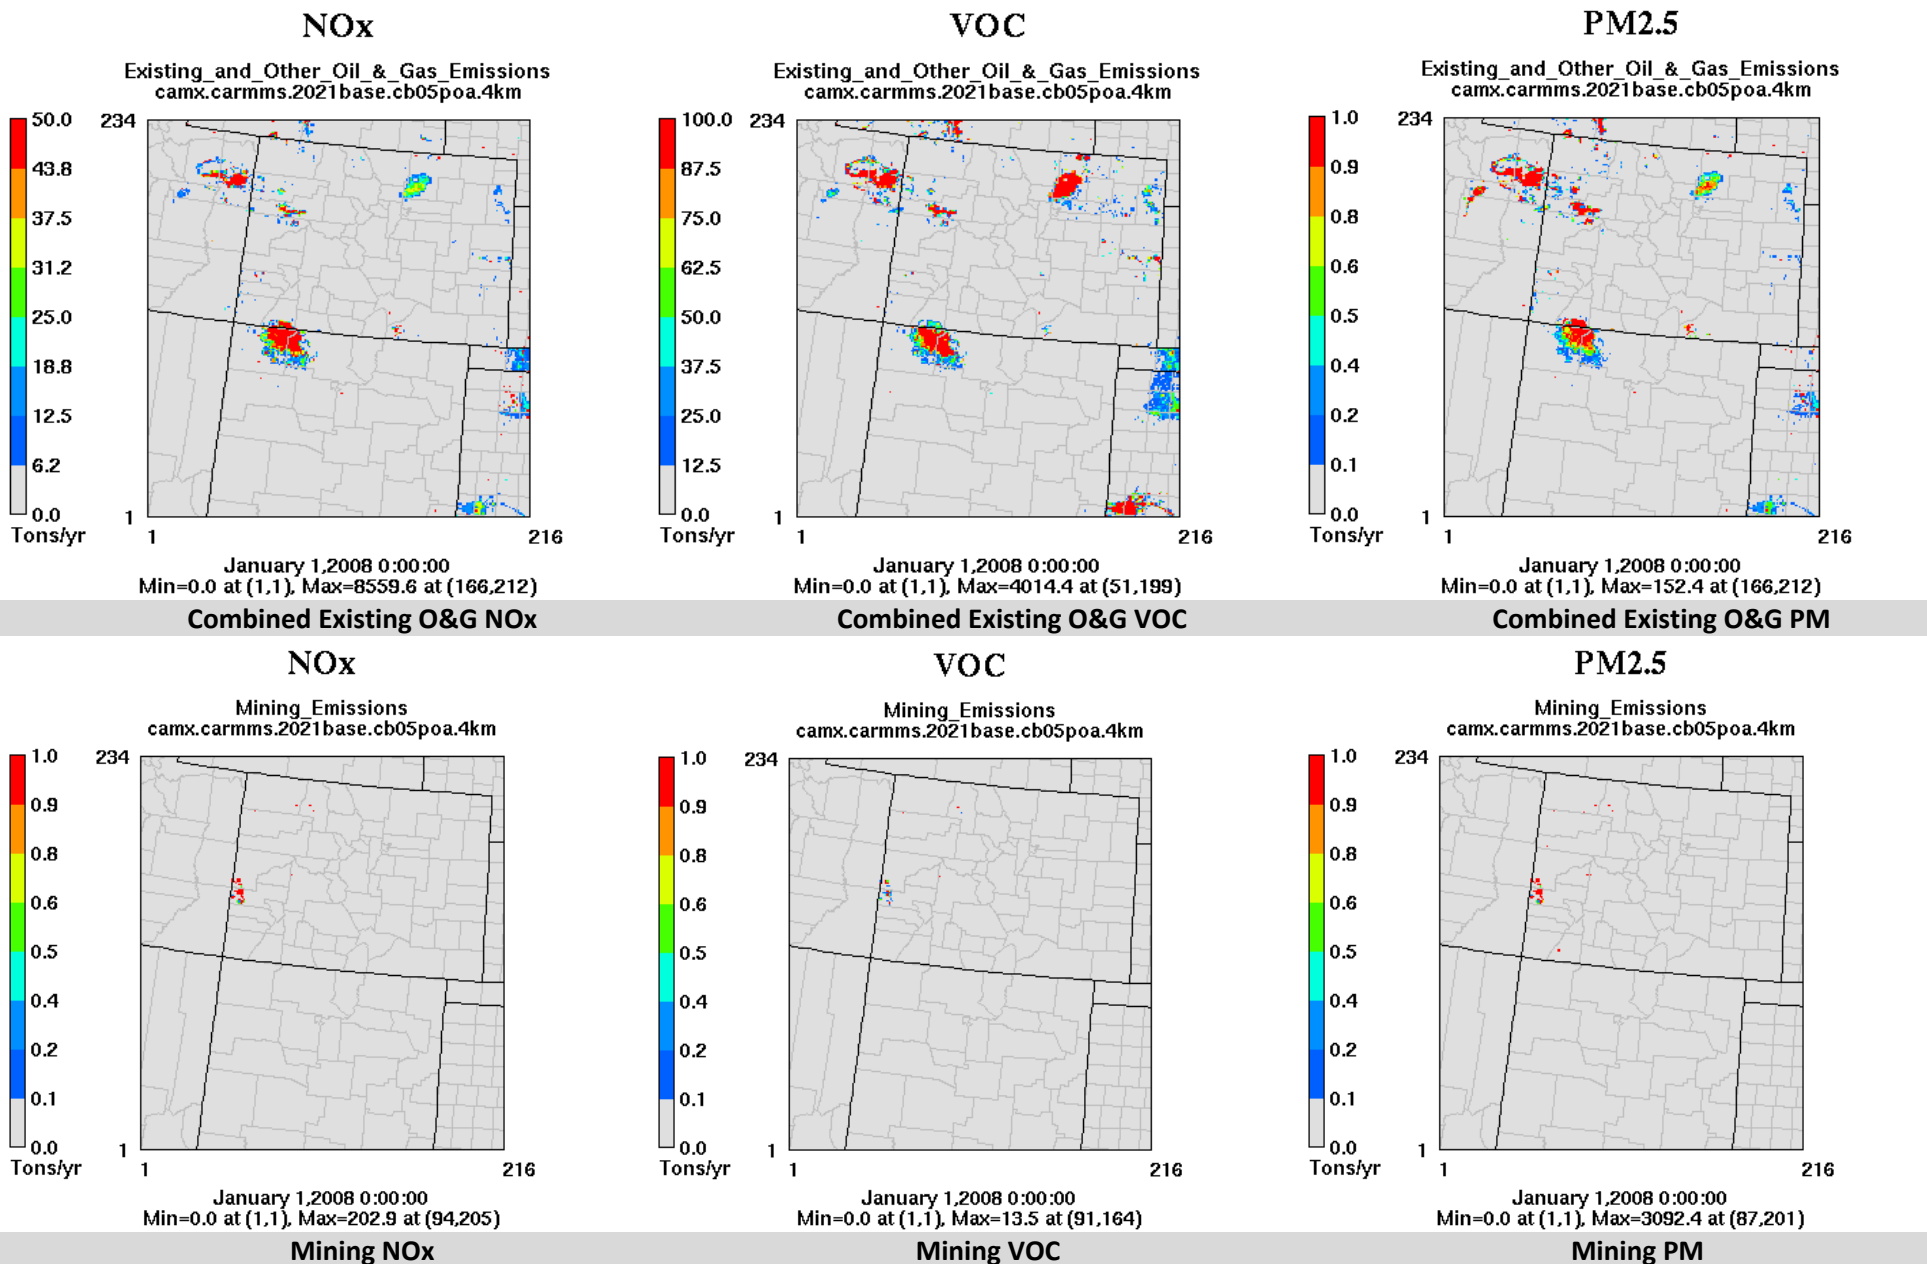 NOx
Existing_and_Other_Oil_&_Gas_Emissions
camx.carmms.2021base.cb05poa.4km
50.0
43.8
37.5
31.2
25.0
18.8
12.5
6.2
0.0
Tons/yr
234
1
1
216
January 1,2008 0:00:00
Min=0.0 at (1,1), Max=8559.6 at (166,212)
Combined Existing O&G NOx
VOC
Existing_and_Other_Oil_&_Gas_Emissions
camx.carmms.2021base.cb05poa.4km
100.0
87.5
75.0
62.5
50.0
37.5
25.0
12.5
0.0
Tons/yr
234
1
1
216
January 1,2008 0:00:00
Min=0.0 at (1,1), Max=4014.4 at (51,199)
Combined Existing O&G VOC
PM2.5
Existing_and_Other_Oil_&_Gas_Emissions
camx.carmms.2021base.cb05poa.4km
1.0
0.9
0.8
0.6
0.5
0.4
0.2
0.1
0.0
Tons/yr
234
1
1
216
January 1,2008 0:00:00
Min=0.0 at (1,1), Max=152.4 at (166,212)
Combined Existing O&G PM
NOx
Mining_Emissions
camx.carmms.2021base.cb05poa.4km
1.0
0.9
0.8
0.6
0.5
0.4
0.2
0.1
0.0
Tons/yr
234
1
1
216
January 1,2008 0:00:00
Min=0.0 at (1,1), Max=202.9 at (94,205)
Mining NOx
VOC
Mining_Emissions
camx.carmms.2021base.cb05poa.4km
1.0
0.9
0.8
0.6
0.5
0.4
0.2
0.1
0.0
Tons/yr
234
1
1
216
January 1,2008 0:00:00
Min=0.0 at (1,1), Max=13.5 at (91,164)
Mining VOC
PM2.5
Mining_Emissions
camx.carmms.2021base.cb05poa.4km
1.0
0.9
0.8
0.6
0.5
0.4
0.2
0.1
0.0
Tons/yr
234
1
1
216
January 1,2008 0:00:00
Min=0.0 at (1,1), Max=3092.4 at (87,201)
Mining PM